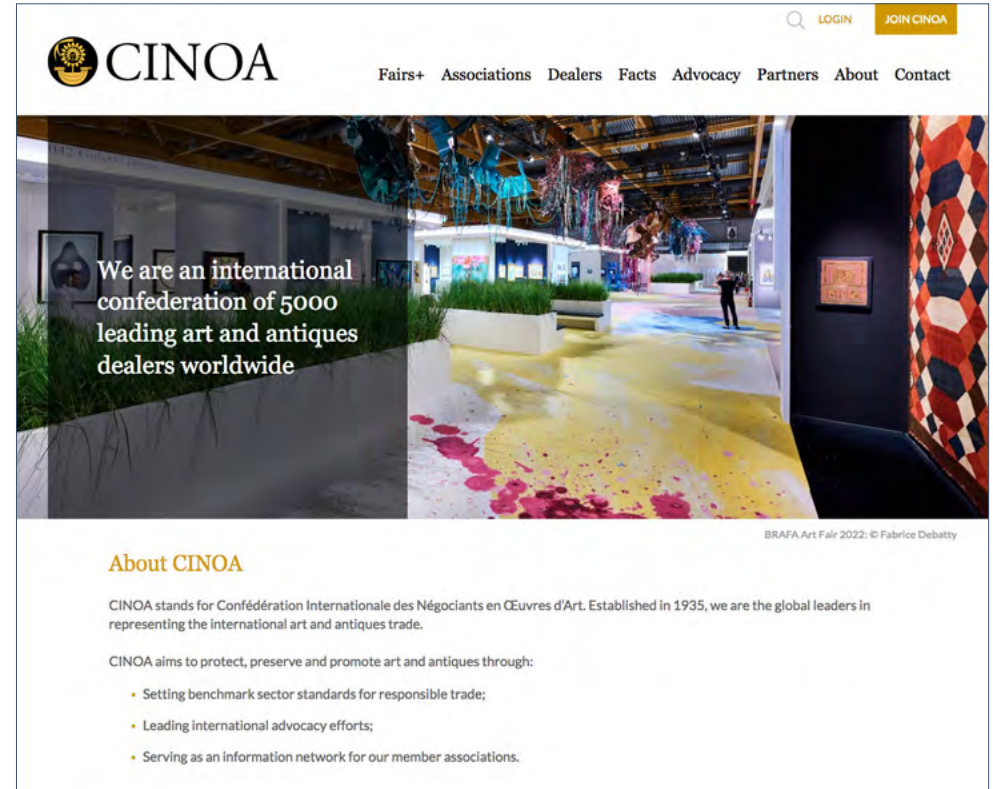 LOGIN
JOIN CINOA
CINOA
Fairs+ Associations Dealers Facts Advocacy Partners About Contact
We are an international
confederation of 5000
leading art and antiques
dealers worldwide
BRAFA Art Fair 2022: © Fabrice Debatty
About CINOA
CINOA stands for Confédération Internationale des Négociants en Œuvres d'Art. Established in 1935, we are the global leaders in
representing the international art and antiques trade.
CINOA aims to protect, preserve and promote art and antiques through:
• Setting benchmark sector standards for responsible trade;
• Leading international advocacy efforts;
• Serving as an information network for our member associations.